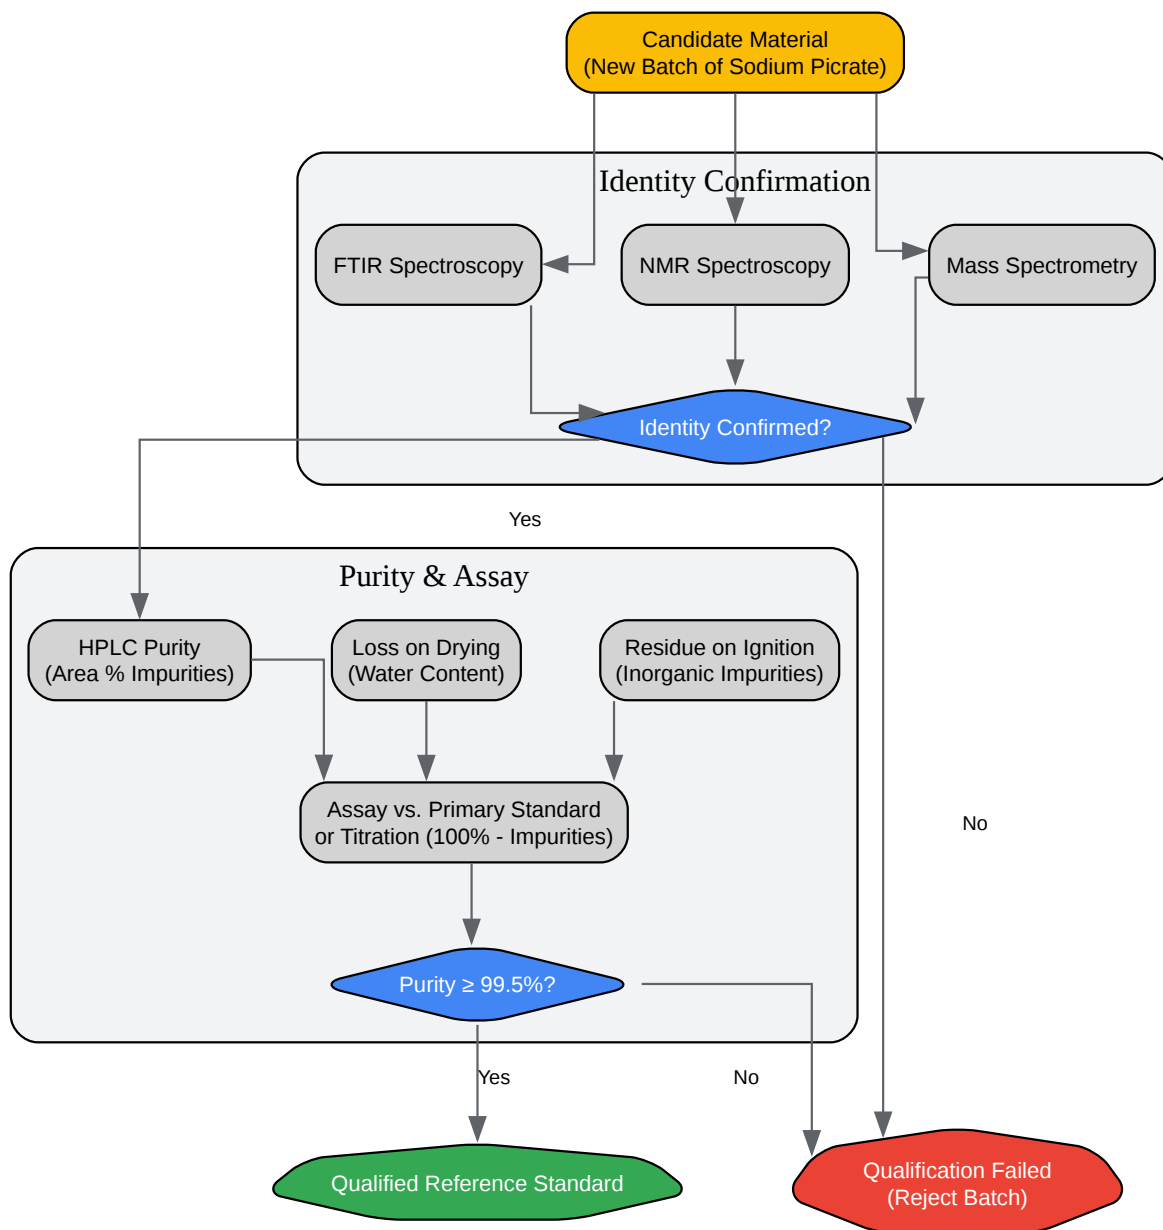 Candidate Material
(New Batch of Sodium Picrate)
Identity Confirmation
FTIR Spectroscopy
NMR Spectroscopy
Mass Spectrometry
Identity Confirmed?
Yes
Purity & Assay
HPLC Purity
(Area % Impurities)
Loss on Drying
(Water Content)
Residue on Ignition
(Inorganic Impurities)
Assay vs. Primary Standard
or Titration (100% - Impurities)
No
Purity ≥ 99.5%?
Yes
No
Qualified Reference Standard
Qualification Failed
(Reject Batch)